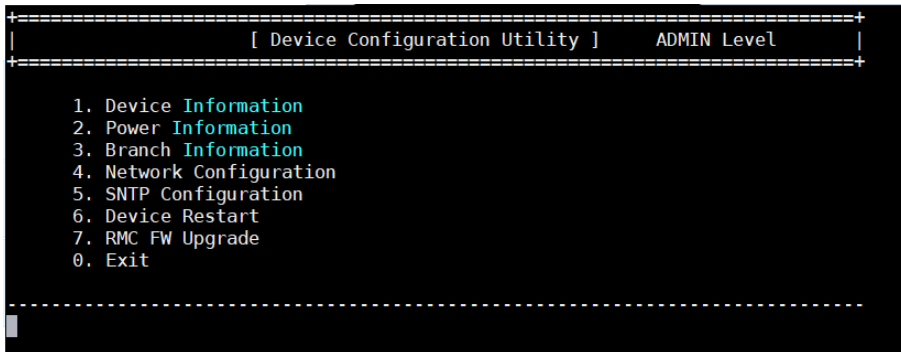 +============================================================================+
| [ Device Configuration Utility ] ADMIN Level |
+============================================================================+
1. Device Information
2. Power Information
3. Branch Information
4. Network Configuration
5. SNTP Configuration
6. Device Restart
7. RMC FW Upgrade
0. Exit
------------------------------------------------------------------------------